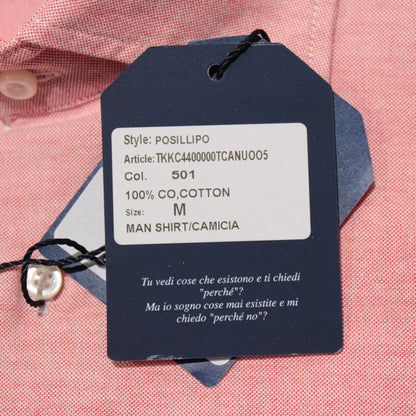 Style: POSILLIPO
Article: TKKC4400000TCANUOO5
Col. 501
100% CO,COTTON
Size: M
MAN SHIRT/CAMICIA
Tu vedi cose che esistono e ti chiedi
"perché"?
Ma io sogno cose mai esistite e mi
chiedo "perché no"?